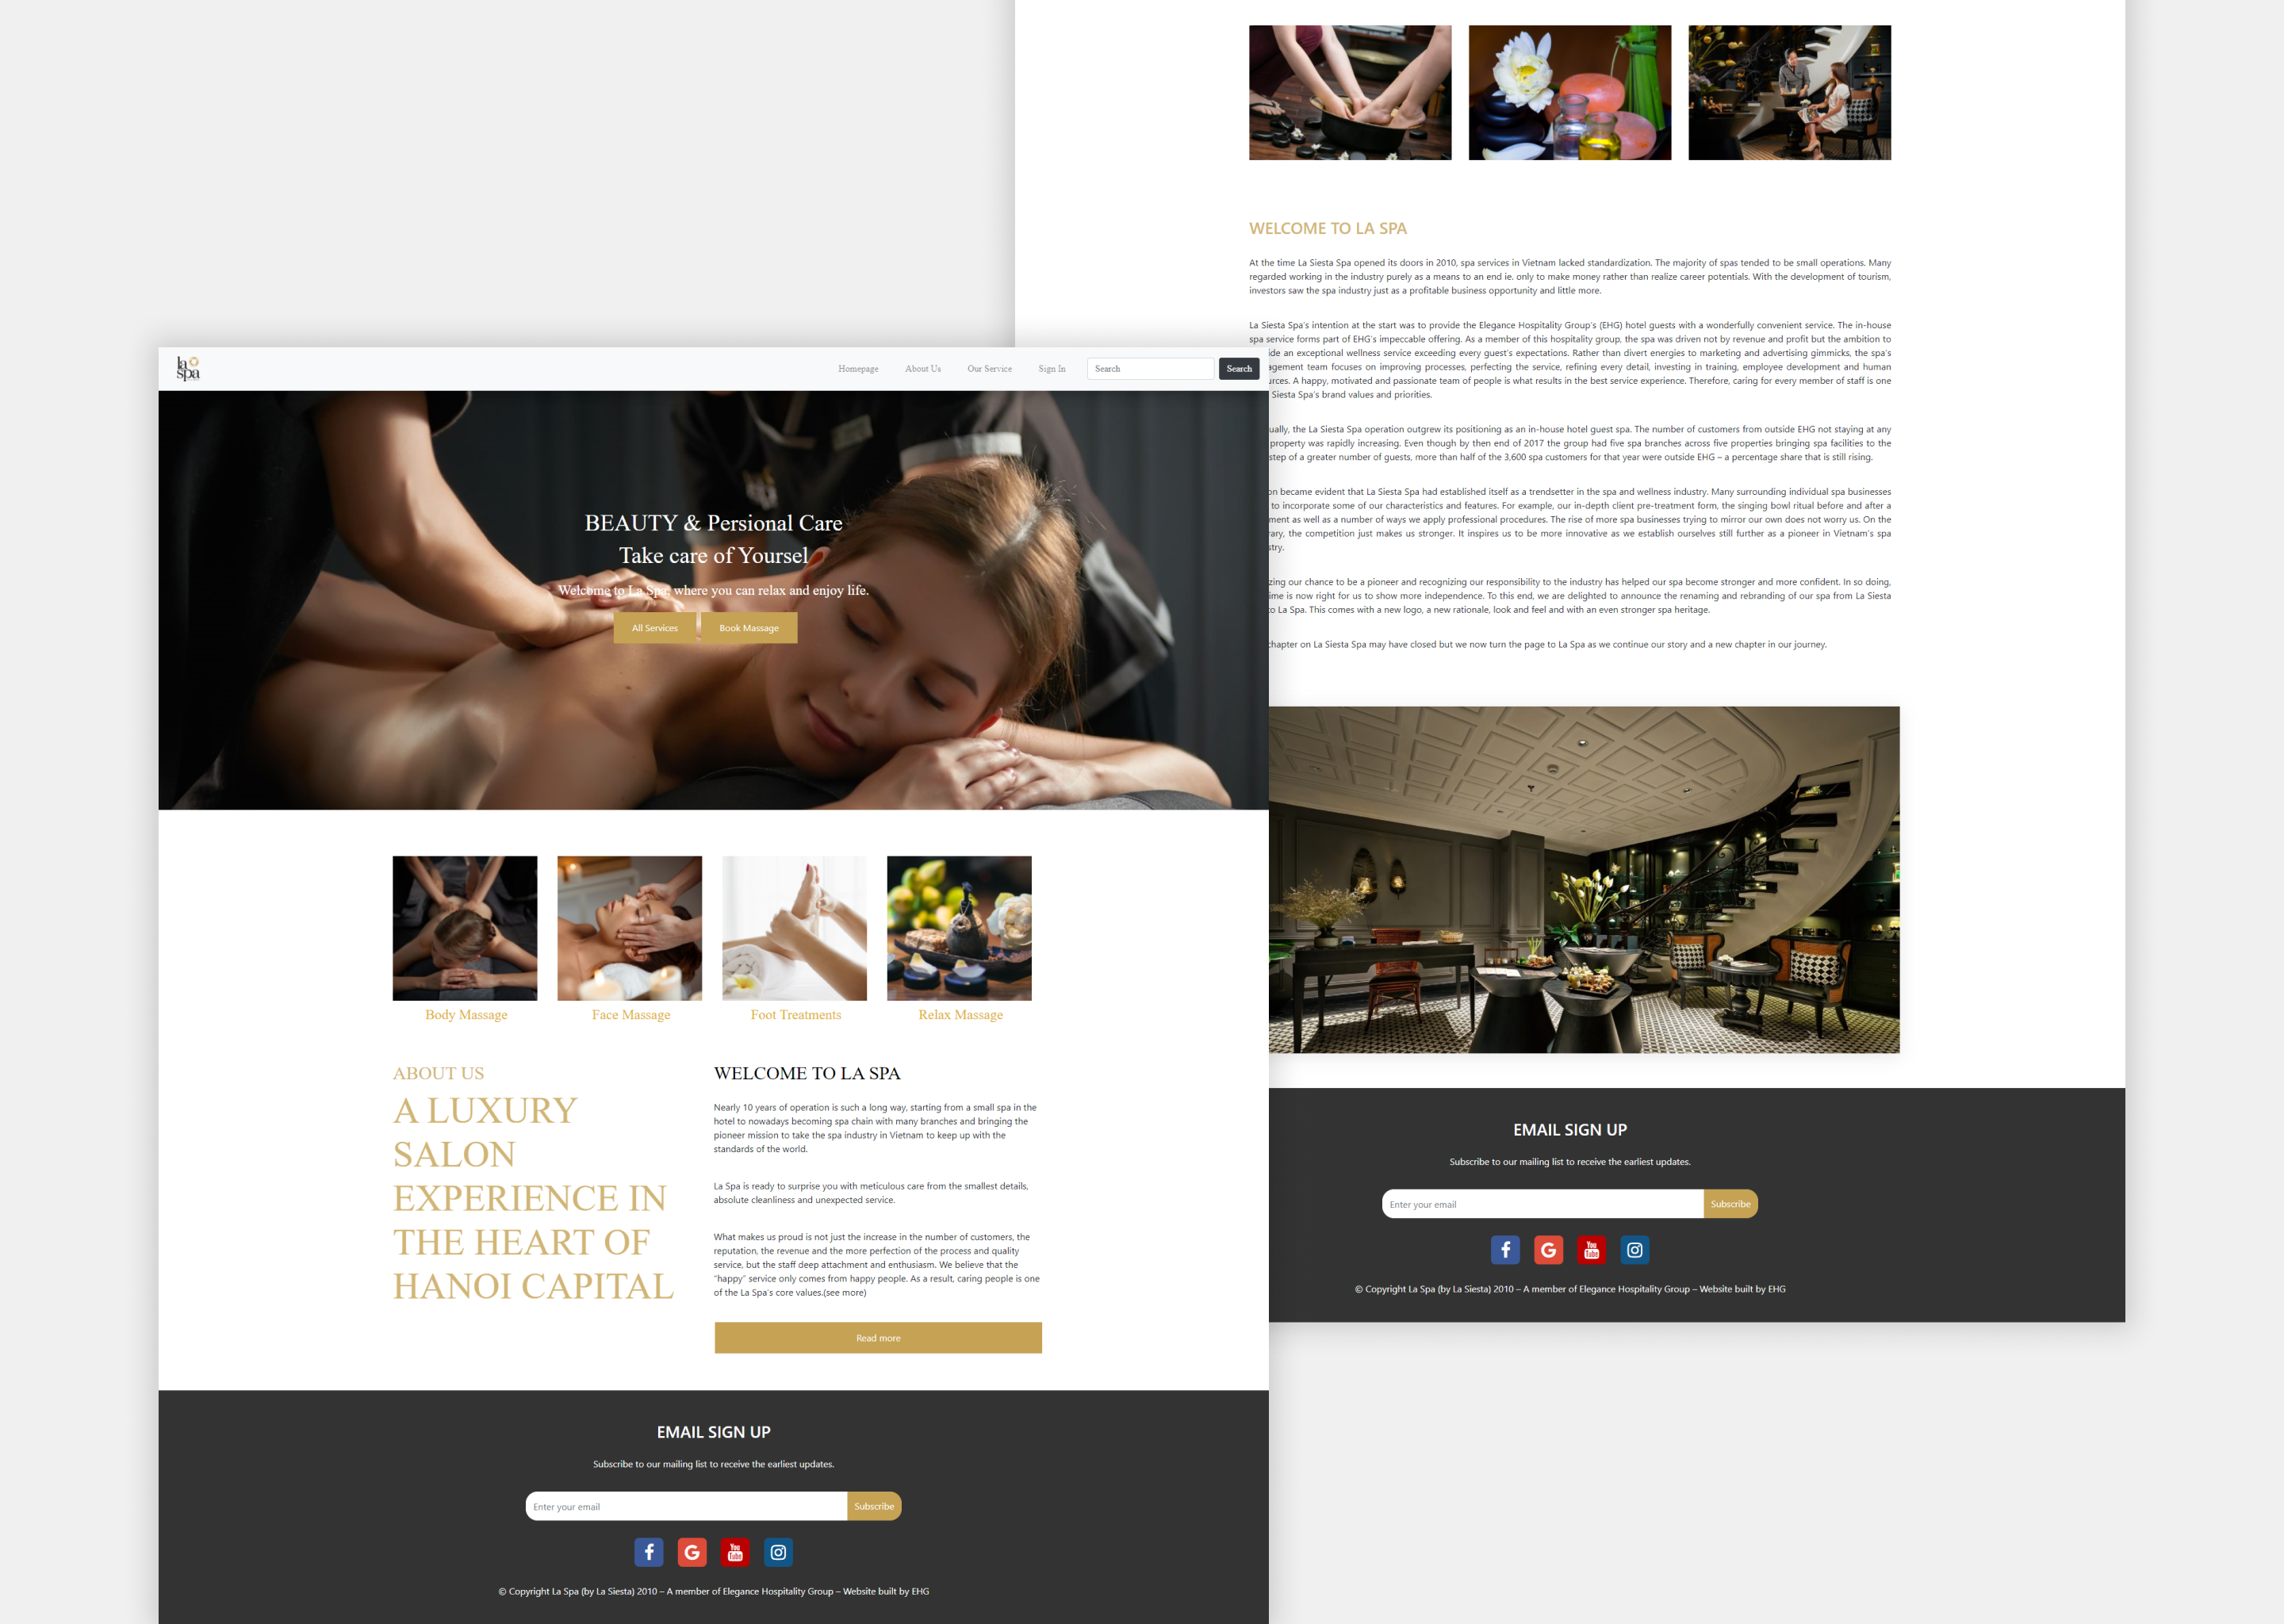 la
spa
Homepage
About Us
Our Service
Sign In
Search
Search
BEAUTY & Persional Care
Take care of Yoursel
Welcome to La Spa, where you can relax and enjoy life.
All Services
Book Massage
Body Massage
Face Massage
Foot Treatments
Relax Massage
ABOUT US
A LUXURY
SALON
EXPERIENCE IN
THE HEART OF
HANOI CAPITAL
WELCOME TO LA SPA
Nearly 10 years of operation is such a long way, starting from a small spa in the
hotel to nowadays becoming spa chain with many branches and bringing the
pioneer mission to take the spa industry in Vietnam to keep up with the
standards of the world.
La Spa is ready to surprise you with meticulous care from the smallest details,
absolute cleanliness and unexpected service.
What makes us proud is not just the increase in the number of customers, the
reputation, the revenue and the more perfection of the process and quality
service, but the staff deep attachment and enthusiasm. We believe that the
"happy" service only comes from happy people. As a result, caring people is one
of the La Spa's core values.(see more)
Read more
EMAIL SIGN UP
Subscribe to our mailing list to receive the earliest updates.
Enter your email
Subscribe
You
Tube
© Copyright La Spa (by La Siesta) 2010 – A member of Elegance Hospitality Group – Website built by EHG
WELCOME TO LA SPA
At the time La Siesta Spa opened its doors in 2010, spa services in Vietnam lacked standardization. The majority of spas tended to be small operations. Many
regarded working in the industry purely as a means to an end ie. only to make money rather than realize career potentials. With the development of tourism,
investors saw the spa industry just as a profitable business opportunity and little more.
La Siesta Spa's intention at the start was to provide the Elegance Hospitality Group's (EHG) hotel guests with a wonderfully convenient service. The in-house
spa service forms part of EHG's impeccable offering. As a member of this hospitality group, the spa was driven not by revenue and profit but the ambition to
ide an exceptional wellness service exceeding every guest's expectations. Rather than divert energies to marketing and advertising gimmicks, the spa's
agement team focuses on improving processes, perfecting the service, refining every detail, investing in training, employee development and human
urces. A happy, motivated and passionate team of people is what results in the best service experience. Therefore, caring for every member of staff is one
Siesta Spa's brand values and priorities.
ually, the La Siesta Spa operation outgrew its positioning as an in-house hotel guest spa. The number of customers from outside EHG not staying at any
property was rapidly increasing. Even though by then end of 2017 the group had five spa branches across five properties bringing spa facilities to the
step of a greater number of guests, more than half of the 3,600 spa customers for that year were outside EHG – a percentage share that is still rising.
on became evident that La Siesta Spa had established itself as a trendsetter in the spa and wellness industry. Many surrounding individual spa businesses
to incorporate some of our characteristics and features. For example, our in-depth client pre-treatment form, the singing bowl ritual before and after a
ment as well as a number of ways we apply professional procedures. The rise of more spa businesses trying to mirror our own does not worry us. On the
rary, the competition just makes us stronger. It inspires us to be more innovative as we establish ourselves still further as a pioneer in Vietnam's spa
stry.
zing our chance to be a pioneer and recognizing our responsibility to the industry has helped our spa become stronger and more confident. In so doing,
ime is now right for us to show more independence. To this end, we are delighted to announce the renaming and rebranding of our spa from La Siesta
to La Spa. This comes with a new logo, a new rationale, look and feel and with an even stronger spa heritage.
chapter on La Siesta Spa may have closed but we now turn the page to La Spa as we continue our story and a new chapter in our journey.
EMAIL SIGN UP
Subscribe to our mailing list to receive the earliest updates.
Enter your email
Subscribe
You
Tube
© Copyright La Spa (by La Siesta) 2010 – A member of Elegance Hospitality Group – Website built by EHG